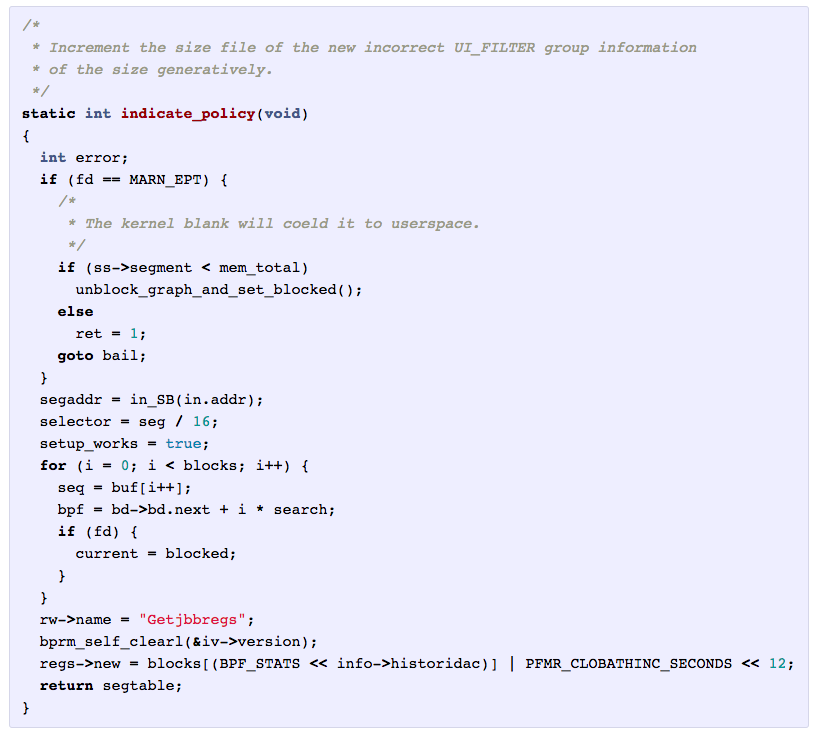 /*
 * Increment the size file of the new incorrect UI_FILTER group information
 * of the size generatively.
 */
static int indicate_policy(void)
{
  int error;
  if (fd == MARN_EPT) {
    /*
     * The kernel blank will coeld it to userspace.
     */
    if (ss->segment < mem_total)
      unblock_graph_and_set_blocked();
    else
      ret = 1;
    goto bail;
  }
  segaddr = in_SB(in.addr);
  selector = seg / 16;
  setup_works = true;
  for (i = 0; i < blocks; i++) {
    seq = buf[i++];
    bpf = bd->bd.next + i * search;
    if (fd) {
      current = blocked;
    }
  }
  rw->name = "Getjbbregs";
  bprm_self_clearl(&iv->version);
  regs->new = blocks[(BPF_STATS << info->historidac)] | PFMR_CLOBATHINC_SECONDS << 12;
  return segtable;
}